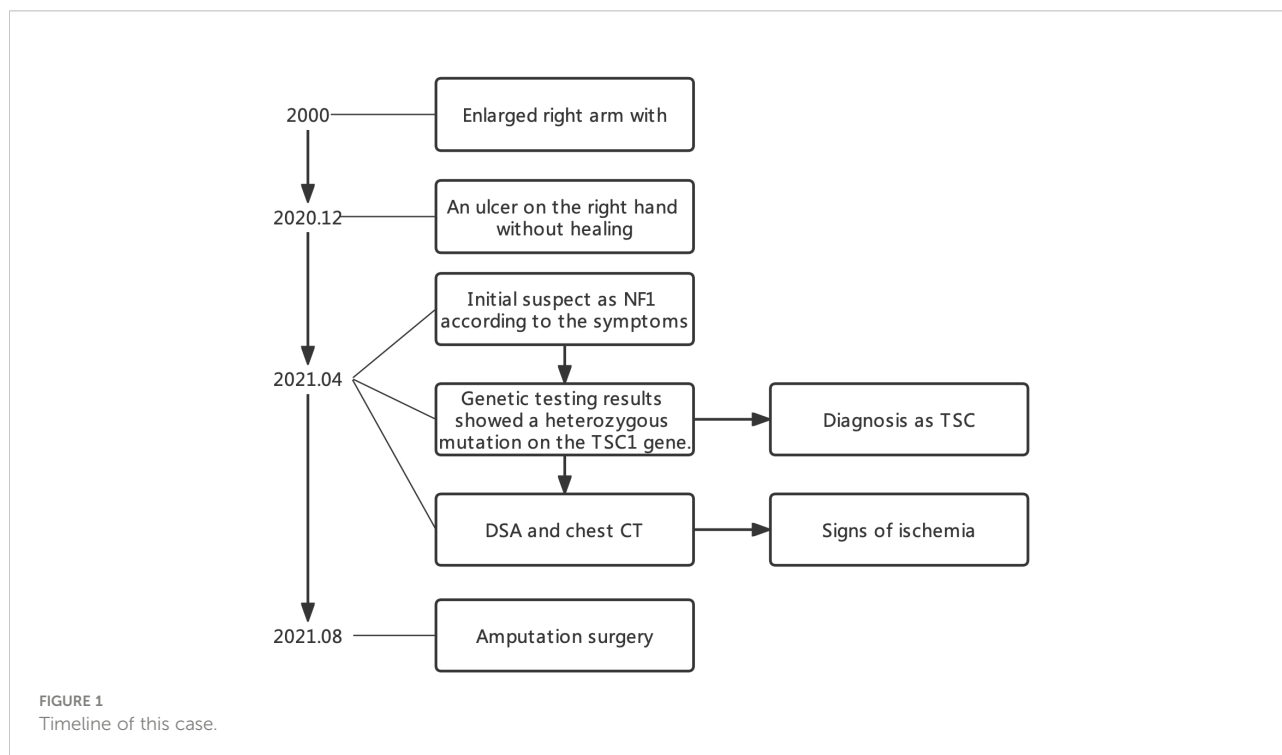 2000
Enlarged right arm with
2020.12
An ulcer on the right hand
without healing
2021.04
Initial suspect as NF1
according to the symptoms
Genetic testing results
showed a heterozygous
mutation on the TSC1 gene.
Diagnosis as TSC
DSA and chest CT
Signs of ischemia
2021.08
Amputation surgery
FIGURE 1
Timeline of this case.